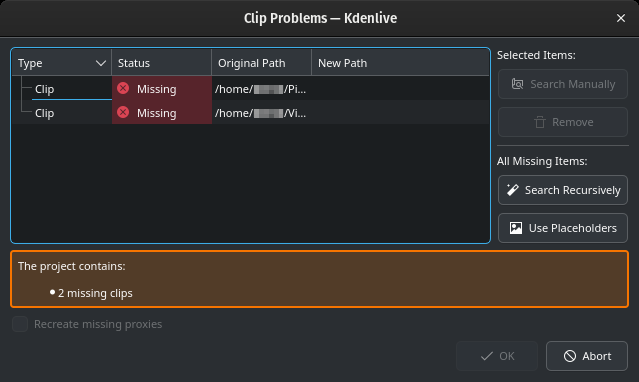 Clip Problems — Kdenlive
Type Status Original Path New Path
Clip Missing /home/ /Pi...
Clip Missing /home/ /Vi...
Selected Items:
Search Manually
Remove
All Missing Items:
Search Recursively
Use Placeholders
The project contains:
• 2 missing clips
Recreate missing proxies
OK
Abort